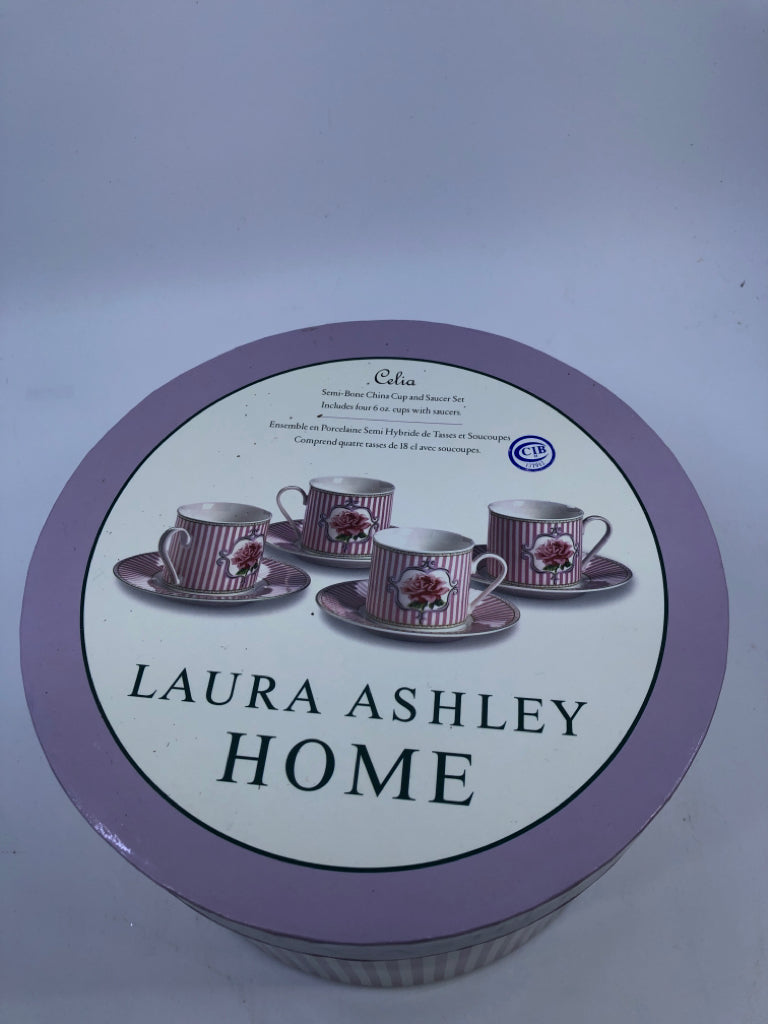 Celia
Semi-Bone China Cup and Saucer Set
Includes four 6 oz. cups with saucers.
Ensemble en Porcelaine Semi Hybride de Tasses et Soucoupes
Comprend quatre tasses de 18 cl avec soucoupes.
CIB
LAURA ASHLEY
HOME